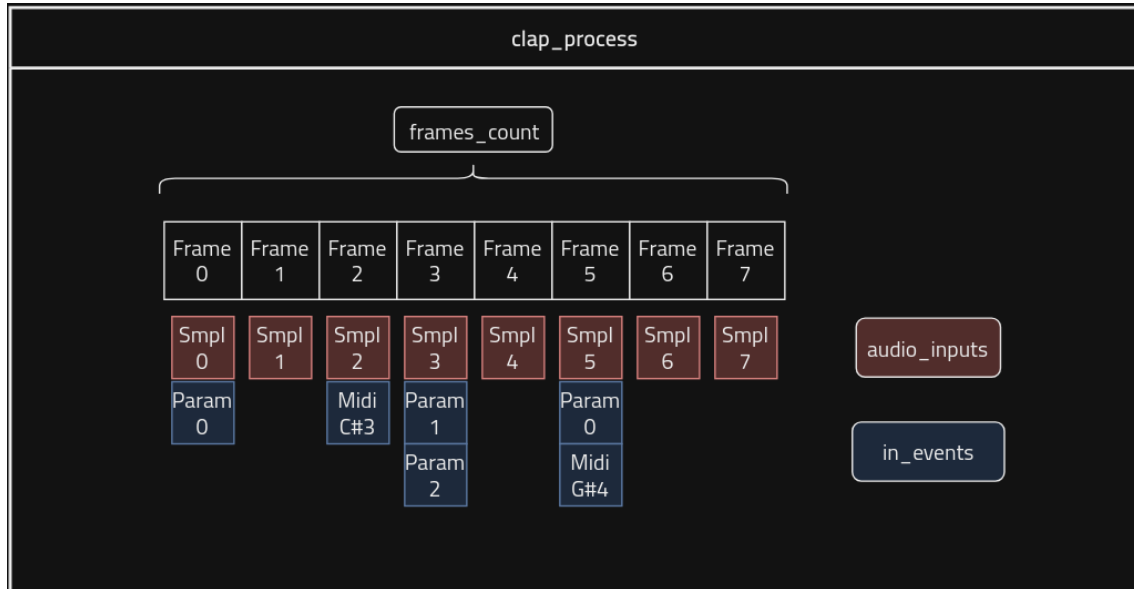 clap_process
frames_count
Frame Frame Frame Frame Frame Frame Frame Frame
0 1 2 3 4 5 6 7
Smpl Smpl Smpl Smpl Smpl Smpl Smpl Smpl
0 1 2 3 4 5 6 7
audio_inputs
Param Midi Param Param
0 C#3 1 0
in_events
Param Midi
2 G#4